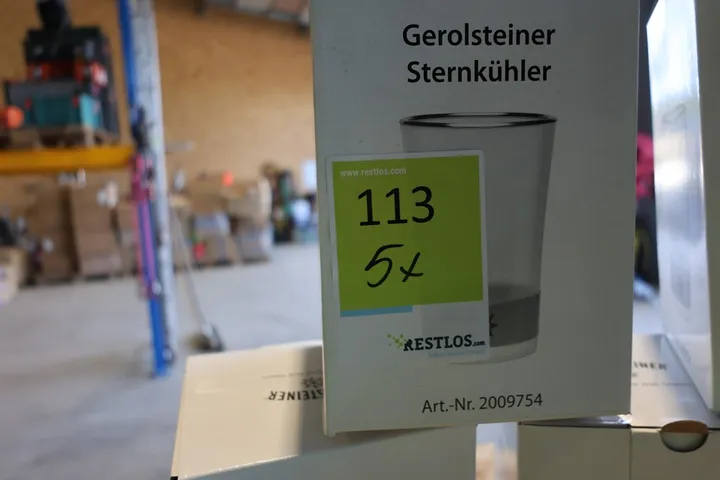 Gerolsteiner
Sternkühler
www.restlos.com
113
5x
RESTLOS.com
Art.-Nr. 2009754